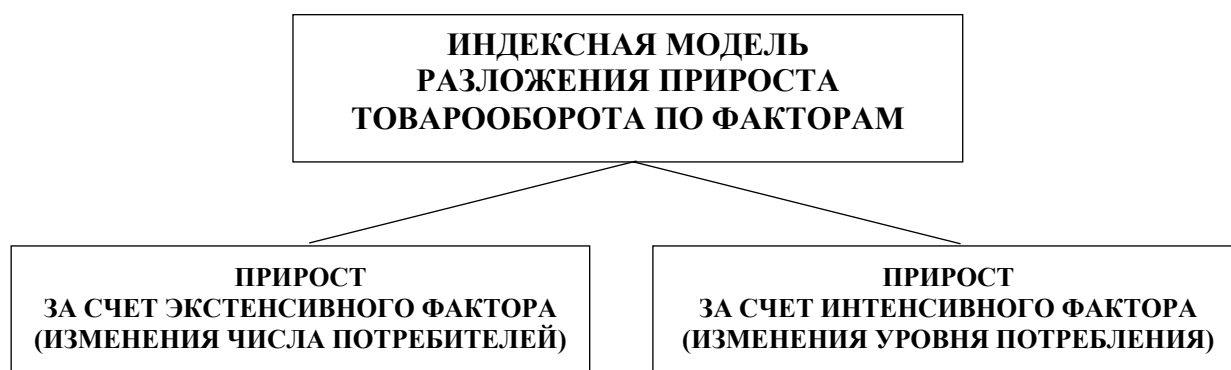 ИНДЕКСНАЯ МОДЕЛЬ
РАЗЛОЖЕНИЯ ПРИРОСТА
ТОВАРООБОРОТА ПО ФАКТОРАМ
ПРИРОСТ
ЗА СЧЕТ ЭКСТЕНСИВНОГО ФАКТОРА
(ИЗМЕНЕНИЯ ЧИСЛА ПОТРЕБИТЕЛЕЙ)
ПРИРОСТ
ЗА СЧЕТ ИНТЕНСИВНОГО ФАКТОРА
(ИЗМЕНЕНИЯ УРОВНЯ ПОТРЕБЛЕНИЯ)